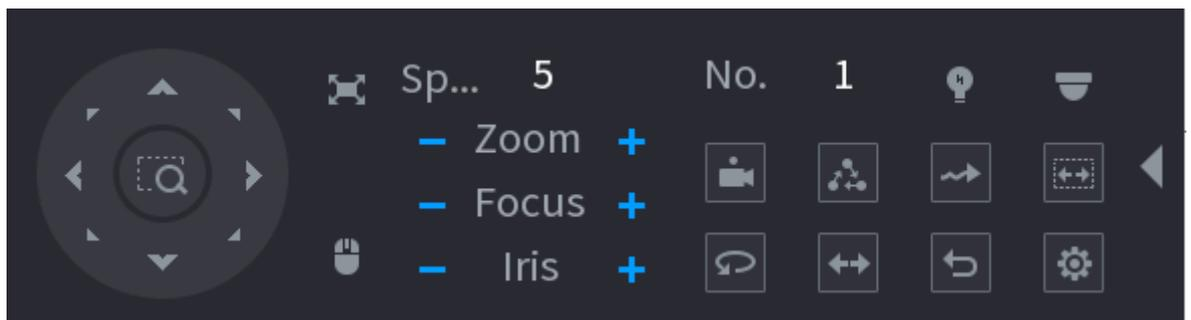 Sp... 5 No. 1
− Zoom +
− Focus +
− Iris +